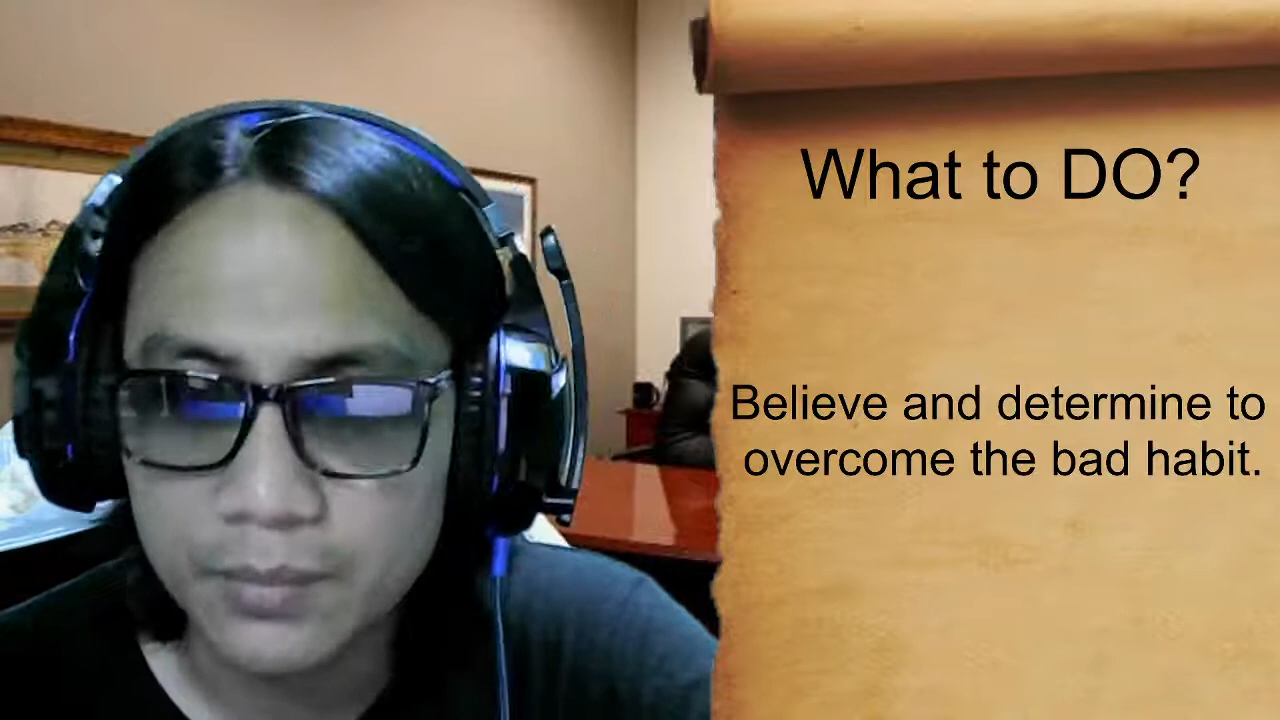 What to DO?
Believe and determine to
overcome the bad habit.